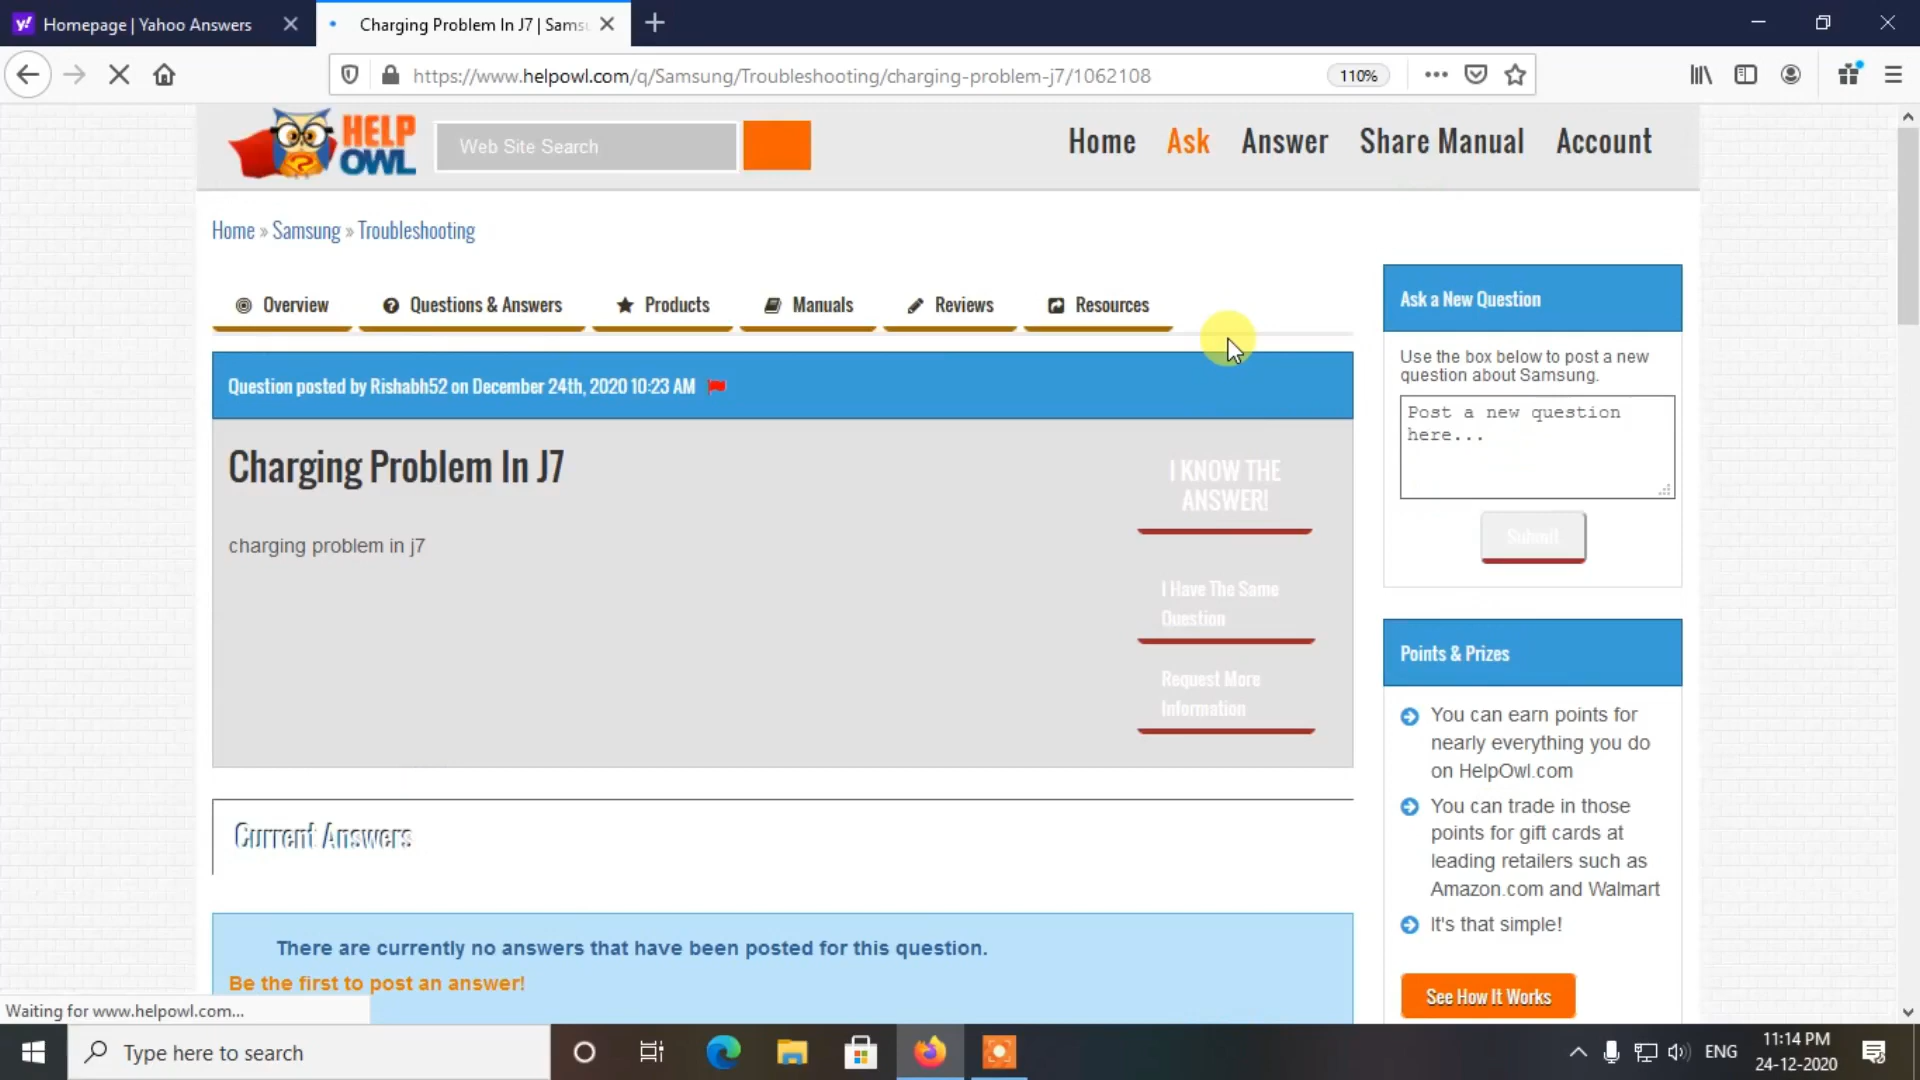 Homepage | Yahoo Answers
Charging Problem In J7 | Sams
https://www.helpowl.com/q/Samsung/Troubleshooting/charging-problem-j7/1062108
110%
HELP
OWL
Web Site Search
Home
Ask
Answer
Share Manual
Account
Home » Samsung » Troubleshooting
Overview
Questions & Answers
Products
Manuals
Reviews
Resources
Question posted by Rishabh52 on December 24th, 2020 10:23 AM
Charging Problem In J7
charging problem in j7
I KNOW THE
ANSWER!
I Have The Same
Question
Request More
Information
Current Answers
There are currently no answers that have been posted for this question.
Be the first to post an answer!
Ask a New Question
Use the box below to post a new
question about Samsung.
Post a new question
here...
Submit
Points & Prizes
You can earn points for
nearly everything you do
on HelpOwl.com
You can trade in those
points for gift cards at
leading retailers such as
Amazon.com and Walmart
It's that simple!
See How It Works
Waiting for www.helpowl.com...
Type here to search
ENG
11:14 PM
24-12-2020